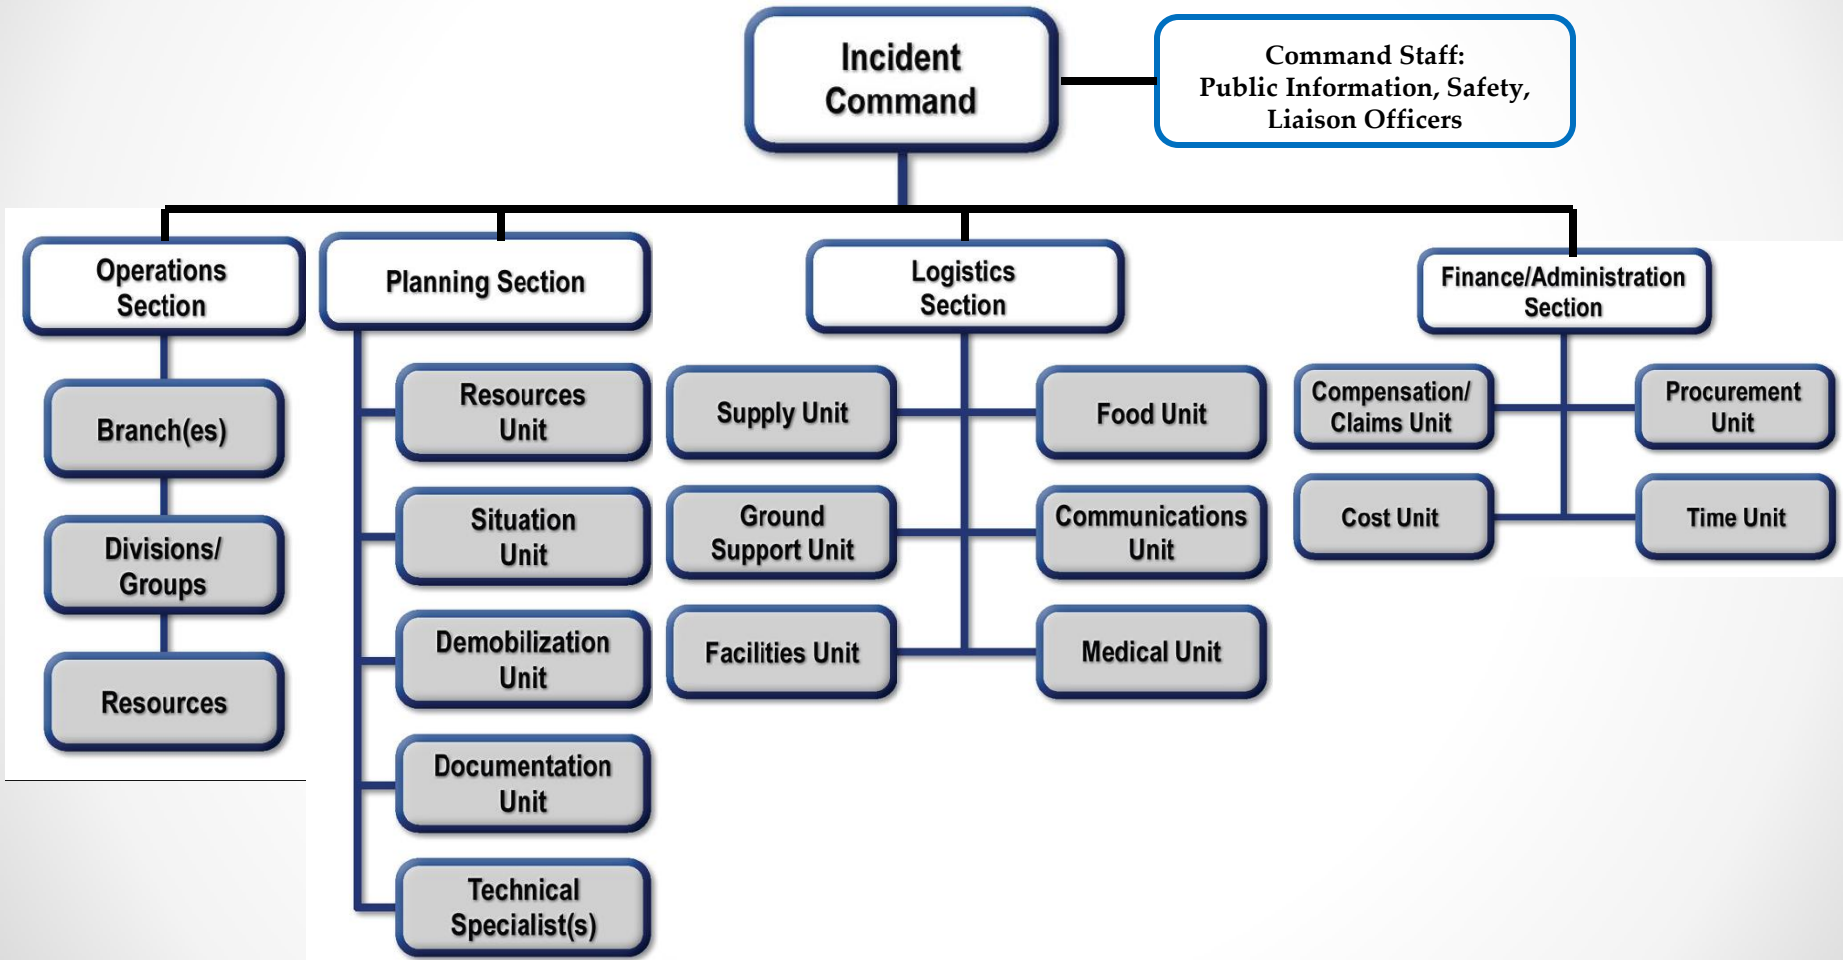 Incident
Command
Command Staff:
Public Information, Safety,
Liaison Officers
Operations
Section
Branch(es)
Divisions/
Groups
Resources
Planning Section
Resources
Unit
Situation
Unit
Demobilization
Unit
Documentation
Unit
Technical
Specialist(s)
Logistics
Section
Supply Unit
Food Unit
Ground
Support Unit
Communications
Unit
Facilities Unit
Medical Unit
Finance/Administration
Section
Compensation/
Claims Unit
Procurement
Unit
Cost Unit
Time Unit